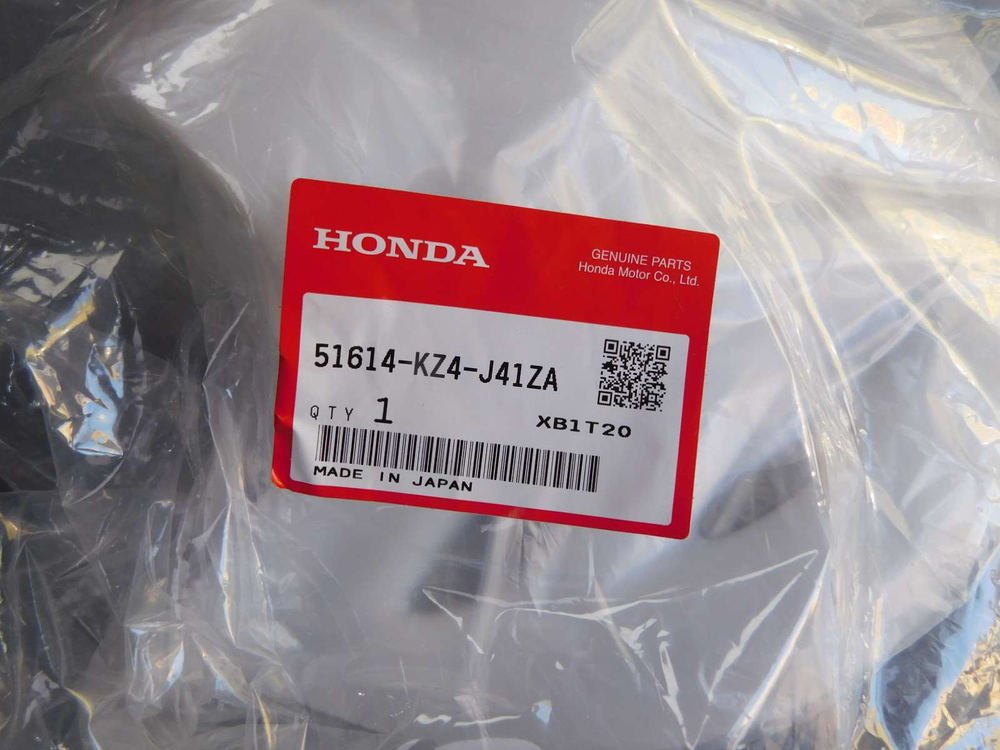 HONDA
GENUINE PARTS
Honda Motor Co., Ltd.
51614-KZ4-J41ZA
QTY 1
XB1T20
MADE IN JAPAN